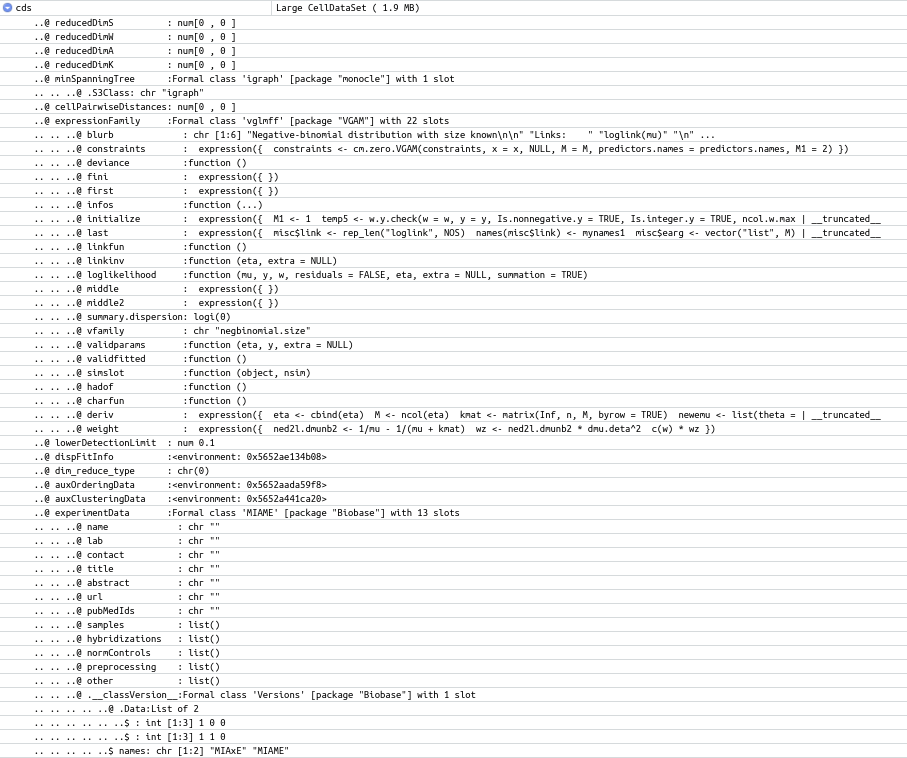 cds Large CellDataSet ( 1.9 MB)
..@ reducedDimS : num[0 , 0 ]
..@ reducedDimW : num[0 , 0 ]
..@ reducedDimA : num[0 , 0 ]
..@ reducedDimK : num[0 , 0 ]
..@ minSpanningTree :Formal class 'igraph' [package "monocle"] with 1 slot
.. .. ..@ .S3Class: chr "igraph"
..@ cellPairwiseDistances: num[0 , 0 ]
..@ expressionFamily :Formal class 'vglmff' [package "VGAM"] with 22 slots
.. .. ..@ blurb : chr [1:6] "Negative-binomial distribution with size known\n\n" "Links: " "loglink(mu)" "\n" ...
.. .. ..@ constraints : expression({ constraints <- cm.zero.VGAM(constraints, x = x, NULL, M = M, predictors.names = predictors.names, M1 = 2) })
.. .. ..@ deviance :function ()
.. .. ..@ fini : expression({ })
.. .. ..@ first : expression({ })
.. .. ..@ infos :function (...)
.. .. ..@ initialize : expression({ M1 <- 1 temp5 <- w.y.check(w = w, y = y, Is.nonnegative.y = TRUE, Is.integer.y = TRUE, ncol.w.max | __truncated__
.. .. ..@ last : expression({ misc$link <- rep_len("loglink", NOS) names(misc$link) <- mynames1 misc$earg <- vector("list", M) | __truncated__
.. .. ..@ linkfun :function ()
.. .. ..@ linkinv :function (eta, extra = NULL)
.. .. ..@ loglikelihood :function (mu, y, w, residuals = FALSE, eta, extra = NULL, summation = TRUE)
.. .. ..@ middle : expression({ })
.. .. ..@ middle2 : expression({ })
.. .. ..@ summary.dispersion: logi(0)
.. .. ..@ vfamily : chr "negbinomial.size"
.. .. ..@ validparams :function (eta, y, extra = NULL)
.. .. ..@ validfitted :function ()
.. .. ..@ simslot :function (object, nsim)
.. .. ..@ hadof :function ()
.. .. ..@ charfun :function ()
.. .. ..@ deriv : expression({ eta <- cbind(eta) M <- ncol(eta) kmat <- matrix(Inf, n, M, byrow = TRUE) newemu <- list(theta = | __truncated__
.. .. ..@ weight : expression({ ned2l.dmunb2 <- 1/mu - 1/(mu + kmat) wz <- ned2l.dmunb2 * dmu.deta^2 c(w) * wz })
..@ lowerDetectionLimit : num 0.1
..@ dispFitInfo :<environment: 0x5652ae134b08>
..@ dim_reduce_type : chr(0)
..@ auxOrderingData :<environment: 0x5652aada59f8>
..@ auxClusteringData :<environment: 0x5652a441ca20>
..@ experimentData :Formal class 'MIAME' [package "Biobase"] with 13 slots
.. .. ..@ name : chr ""
.. .. ..@ lab : chr ""
.. .. ..@ contact : chr ""
.. .. ..@ title : chr ""
.. .. ..@ abstract : chr ""
.. .. ..@ url : chr ""
.. .. ..@ pubMedIds : chr ""
.. .. ..@ samples : list()
.. .. ..@ hybridizations : list()
.. .. ..@ normControls : list()
.. .. ..@ preprocessing : list()
.. .. ..@ other : list()
.. .. ..@ .__classVersion__:Formal class 'Versions' [package "Biobase"] with 1 slot
.. .. .. .. ..@ .Data:List of 2
.. .. .. .. .. ..$ : int [1:3] 1 0 0
.. .. .. .. .. ..$ : int [1:3] 1 1 0
.. .. .. .. ..$ names: chr [1:2] "MIAxE" "MIAME"